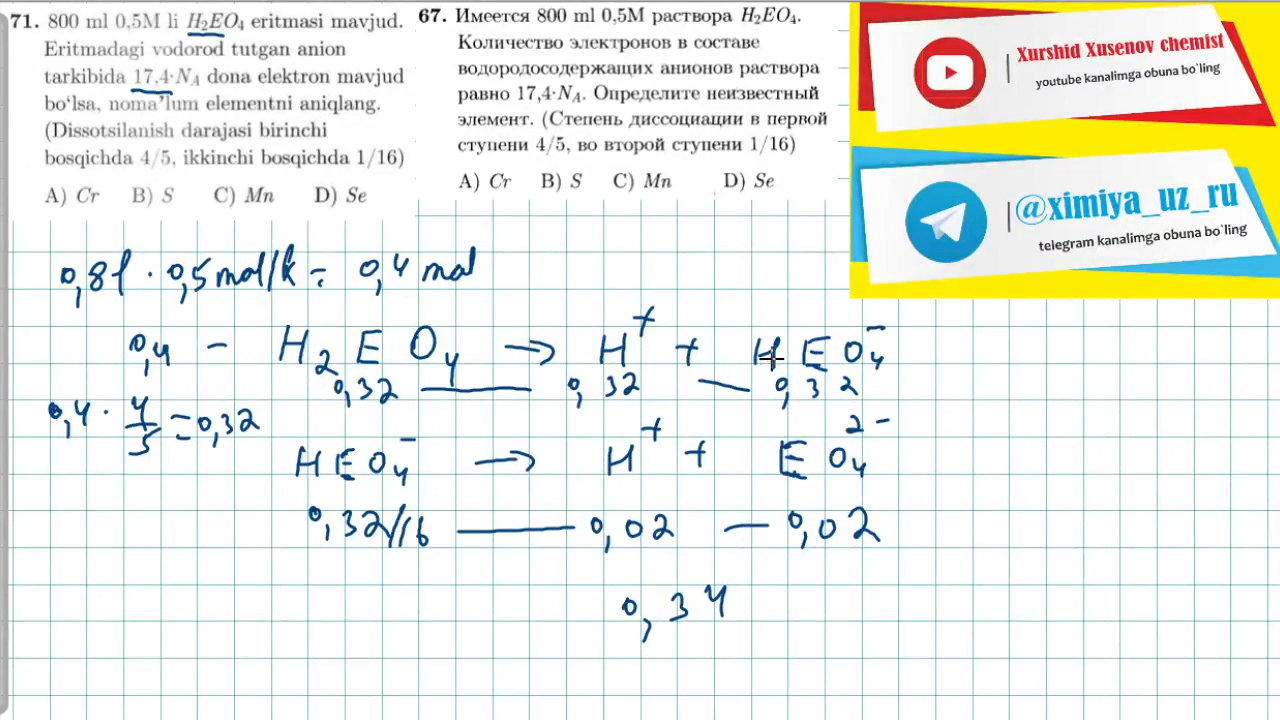 71. 800 ml 0,5M li H₂EO₄ eritmasi mavjud.
Eritmadagi vodorod tutgan anion
tarkibida 17,4·N_A dona elektron mavjud
bo‘lsa, noma’lum elementni aniqlang.
(Dissotsilanish darajasi birinchi
bosqichda 4/5, ikkinchi bosqichda 1/16)
A) Cr B) S C) Mn D) Se
67. Имеется 800 ml 0,5M раствора H₂EO₄.
Количество электронов в составе
водородосодержащих анионов раствора
равно 17,4·N_A. Определите неизвестный
элемент. (Степень диссоциации в первой
ступени 4/5, во второй ступени 1/16)
A) Cr B) S C) Mn D) Se
Xurshid Xusenov chemist
youtube kanalimga obuna bo`ling
@ximiya_uz_ru
telegram kanalimga obuna bo`ling
0,8l · 0,5mol/k = 0,4 mol
0,4 – H₂EO₄ → H⁺ + HEO₄⁻
0,32 — 0,32 — 0,32
0,4 · 4/5 = 0,32
HEO₄⁻ → H⁺ + EO₄²⁻
0,32/16 — 0,02 — 0,02
0,34